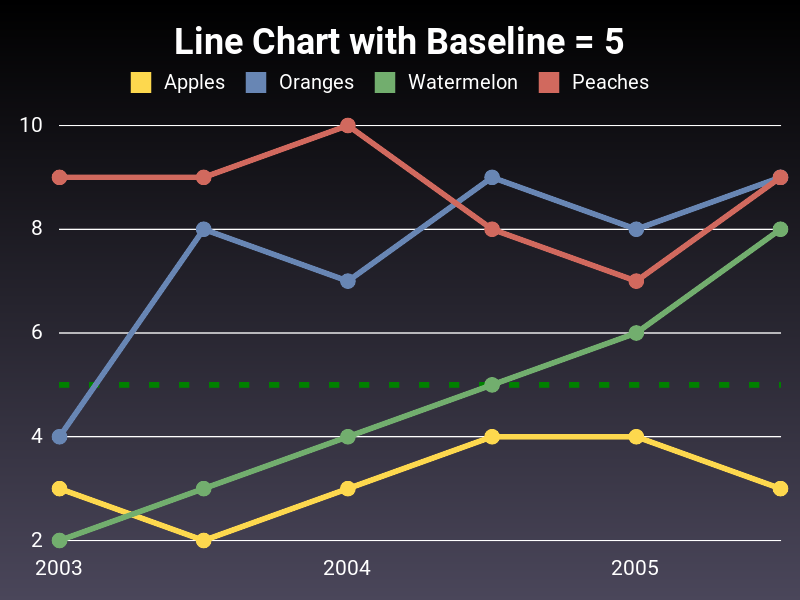 Line Chart with Baseline = 5
Apples Oranges Watermelon Peaches
10
8
6
4
2
2003 2004 2005